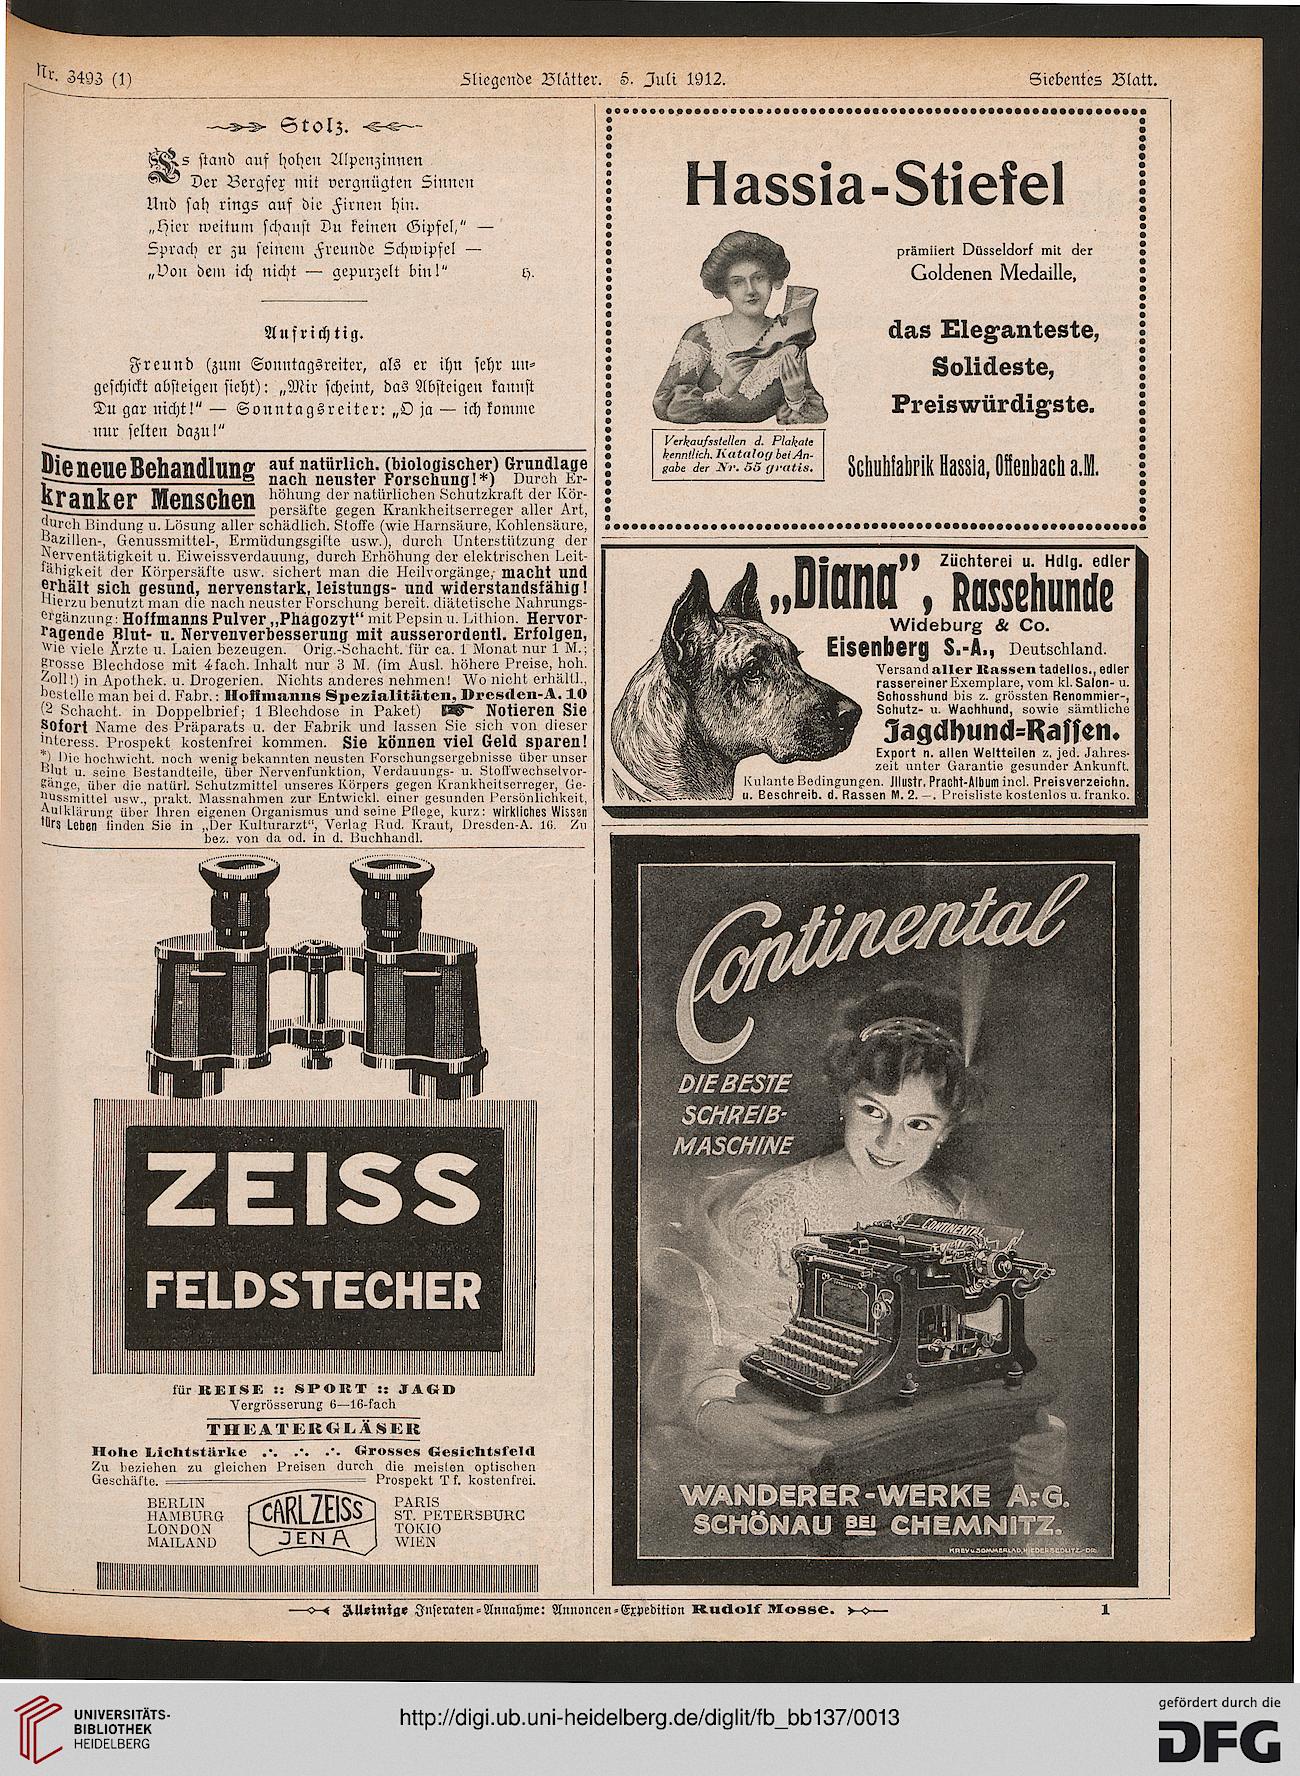 Nr. 3493 (1)
Fliegende Blätter. 5. Juli 1912.
Siebentes Blatt.
Stolz.
Es stand auf hohen Alpenzinnen
Der Bergfex mit vergnügten Sinnen
Und sah rings auf die Firnen hin.
„Hier weitum schaust Du keinen Gipfel,“ —
Sprach er zu seinem Freunde Schwipfel —
„Von dem ich nicht — gepurzelt bin!“ H.
Aufrichtig.
Freund (zum Sonntagsreiter, als er ihn sehr un-
geschickt absteigen sieht): „Mir scheint, das Absteigen kannst
Du gar nicht!“ — Sonntagsreiter: „O ja — ich komme
nur selten dazu!“
Die neue Behandlung
kranker Menschen
auf natürlich. (biologischer) Grundlage
nach neuster Forschung!*) Durch Er-
höhung der natürlichen Schutzkraft der Kör-
persäfte gegen Krankheitserreger aller Art,
durch Bindung u. Lösung aller schädlich. Stoffe (wie Harnsäure, Kohlensäure,
Bazillen-, Genussmittel-, Ermüdungsgifte usw.), durch Unterstützung der
Nerventätigkeit u. Eiweissverdauung, durch Erhöhung der elektrischen Leit-
fähigkeit der Körpersäfte usw. sichert man die Heilvorgänge, macht und
erhält sich gesund, nervenstark, leistungs- und widerstandsfähig!
Hierzu benutzt man die nach neuster Forschung bereit. diätetische Nahrungs-
ergänzung: Hoffmanns Pulver „Phagozyt“ mit Pepsin u. Lithion. Hervor-
ragende Blut- u. Nervenverbesserung mit ausserordentl. Erfolgen,
wie viele Ärzte u. Laien bezeugen. Orig.-Schacht. für ca. 1 Monat nur 1 M.;
grosse Blechdose mit 4fach. Inhalt nur 3 M. (im Ausl. höhere Preise, hoh.
Zoll!) in Apothek. u. Drogerien. Nichts anderes nehmen! Wo nicht erhältl.,
bestelle man bei d. Fabr.: Hoffmanns Spezialitäten, Dresden-A. 10
(2 Schacht. in Doppelbrief; 1 Blechdose in Paket) Notieren Sie
sofort Name des Präparats u. der Fabrik und lassen Sie sich von dieser
interess. Prospekt kostenfrei kommen. Sie können viel Geld sparen!
*) Die hochwicht. noch wenig bekannten neusten Forschungsergebnisse über unser
Blut u. seine Bestandteile, über Nervenfunktion, Verdauungs- u. Stoffwechselvor-
gänge, über die natürl. Schutzmittel unseres Körpers gegen Krankheitserreger, Ge-
nussmittel usw., prakt. Massnahmen zur Entwickl. einer gesunden Persönlichkeit,
Aufklärung über Ihren eigenen Organismus und seine Pflege, kurz: wirkliches Wissen
fürs Leben finden Sie in „Der Kulturarzt“, Verlag Rud. Kraut, Dresden-A. 16. Zu
bez. von da od. in d. Buchhandl.
ZEISS
FELDSTECHER
für REISE :: SPORT :: JAGD
Vergrösserung 6—16-fach
THEATERGLÄSER
Hohe Lichtstärke .·. .·. .·. Grosses Gesichtsfeld
Zu beziehen zu gleichen Preisen durch die meisten optischen
Geschäfte. Prospekt T f. kostenfrei.
BERLIN
HAMBURG
LONDON
MAILAND
CARL ZEISS
JENA
PARIS
ST. PETERSBURG
TOKIO
WIEN
Hassia-Stiefel
prämiiert Düsseldorf mit der
Goldenen Medaille,
das Eleganteste,
Solideste,
Preiswürdigste.
Verkaufsstellen d. Plakate
kenntlich. Katalog bei An-
gabe der Nr. 55 gratis.
Schuhfabrik Hassia, Offenbach a.M.
„Diana“,
Züchterei u. Hdlg. edler
Rassehunde
Wideburg & Co.
Eisenberg S.-A., Deutschland.
Versand aller Rassen tadellos., edler
rassereiner Exemplare, vom kl. Salon- u.
Schosshund bis z. grössten Renommier-,
Schutz- u. Wachhund, sowie sämtliche
Jagdhund-Rassen.
Export n. allen Weltteilen z. jed. Jahres-
zeit unter Garantie gesunder Ankunft.
Kulante Bedingungen. Jllustr. Pracht-Album incl. Preisverzeichn.
u. Beschreib. d. Rassen M. 2.—. Preisliste kostenlos u. franko.
Continental
DIE BESTE
SCHREIB-
MASCHINE
CONTINENTAL
WANDERER-WERKE A.-G.
SCHÖNAU BEI CHEMNITZ.
KREY u. SOMMERLAD, NIEDERSEDLITZ-DR.
Alleinige Inseraten-Annahme: Annoncen-Expedition Rudolf Mosse.
1
UNIVERSITÄTS-
BIBLIOTHEK
HEIDELBERG
http://digi.ub.uni-heidelberg.de/diglit/fb_bb137/0013
gefördert durch die
DFG